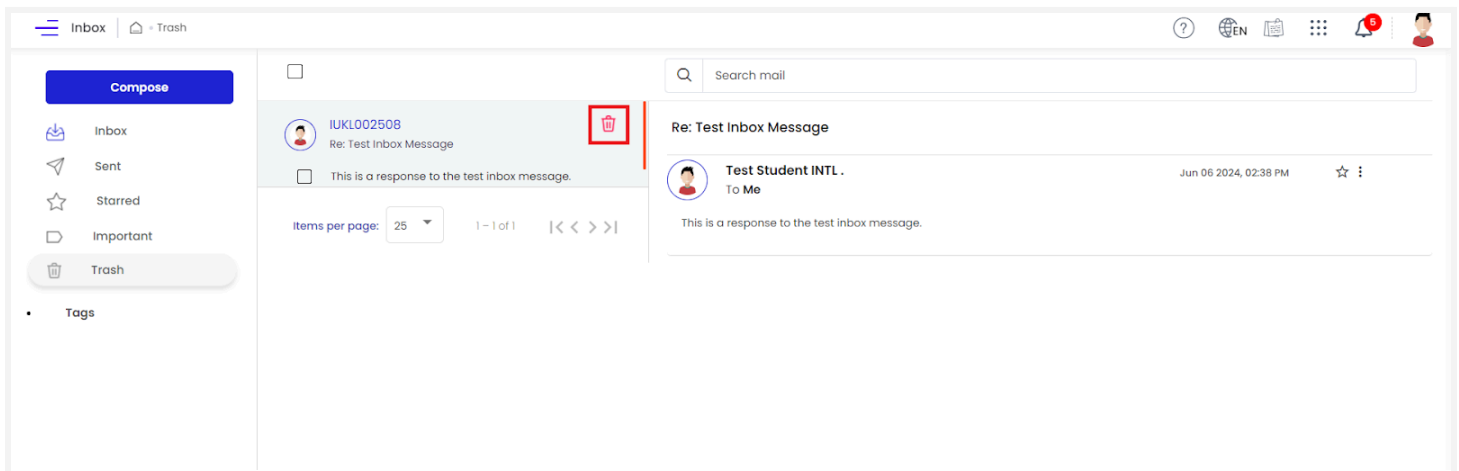 Inbox
Trash
EN
5
Compose
Inbox
Sent
Starred
Important
Trash
Tags
IUKL002508
Re: Test Inbox Message
This is a response to the test inbox message.
Items per page: 25 1 – 1 of 1
Search mail
Re: Test Inbox Message
Test Student INTL .
Jun 06 2024, 02:38 PM
To Me
This is a response to the test inbox message.